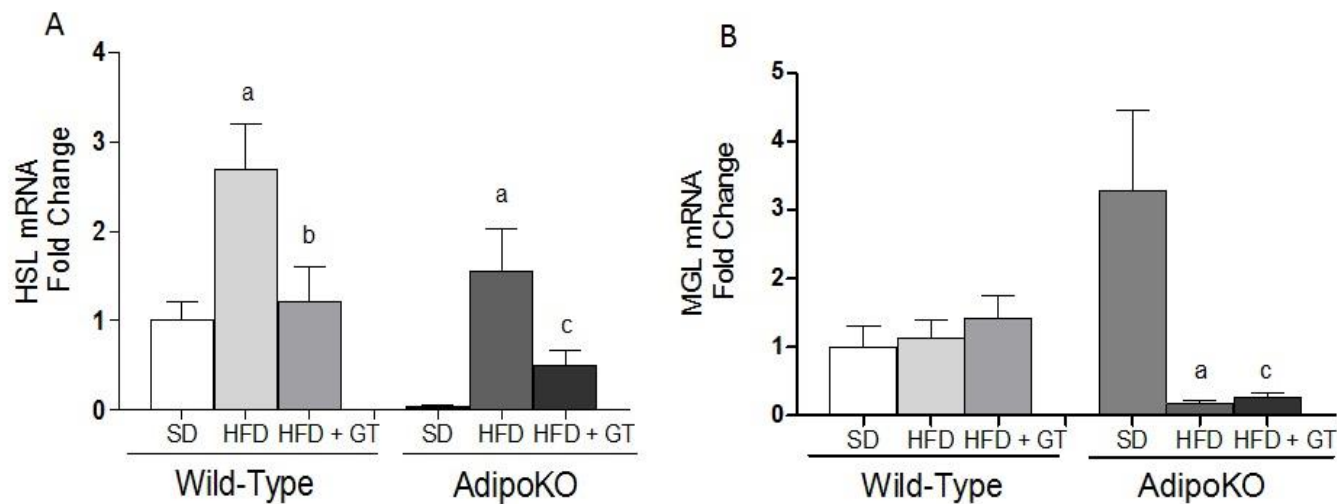 A
HSL mRNA
Fold Change
4
3
2
1
0
a
b
a
c
SD HFD HFD + GT SD HFD HFD + GT
Wild-Type AdipoKO
B
MGL mRNA
Fold Change
5
4
3
2
1
0
a
c
SD HFD HFD + GT SD HFD HFD + GT
Wild-Type AdipoKO